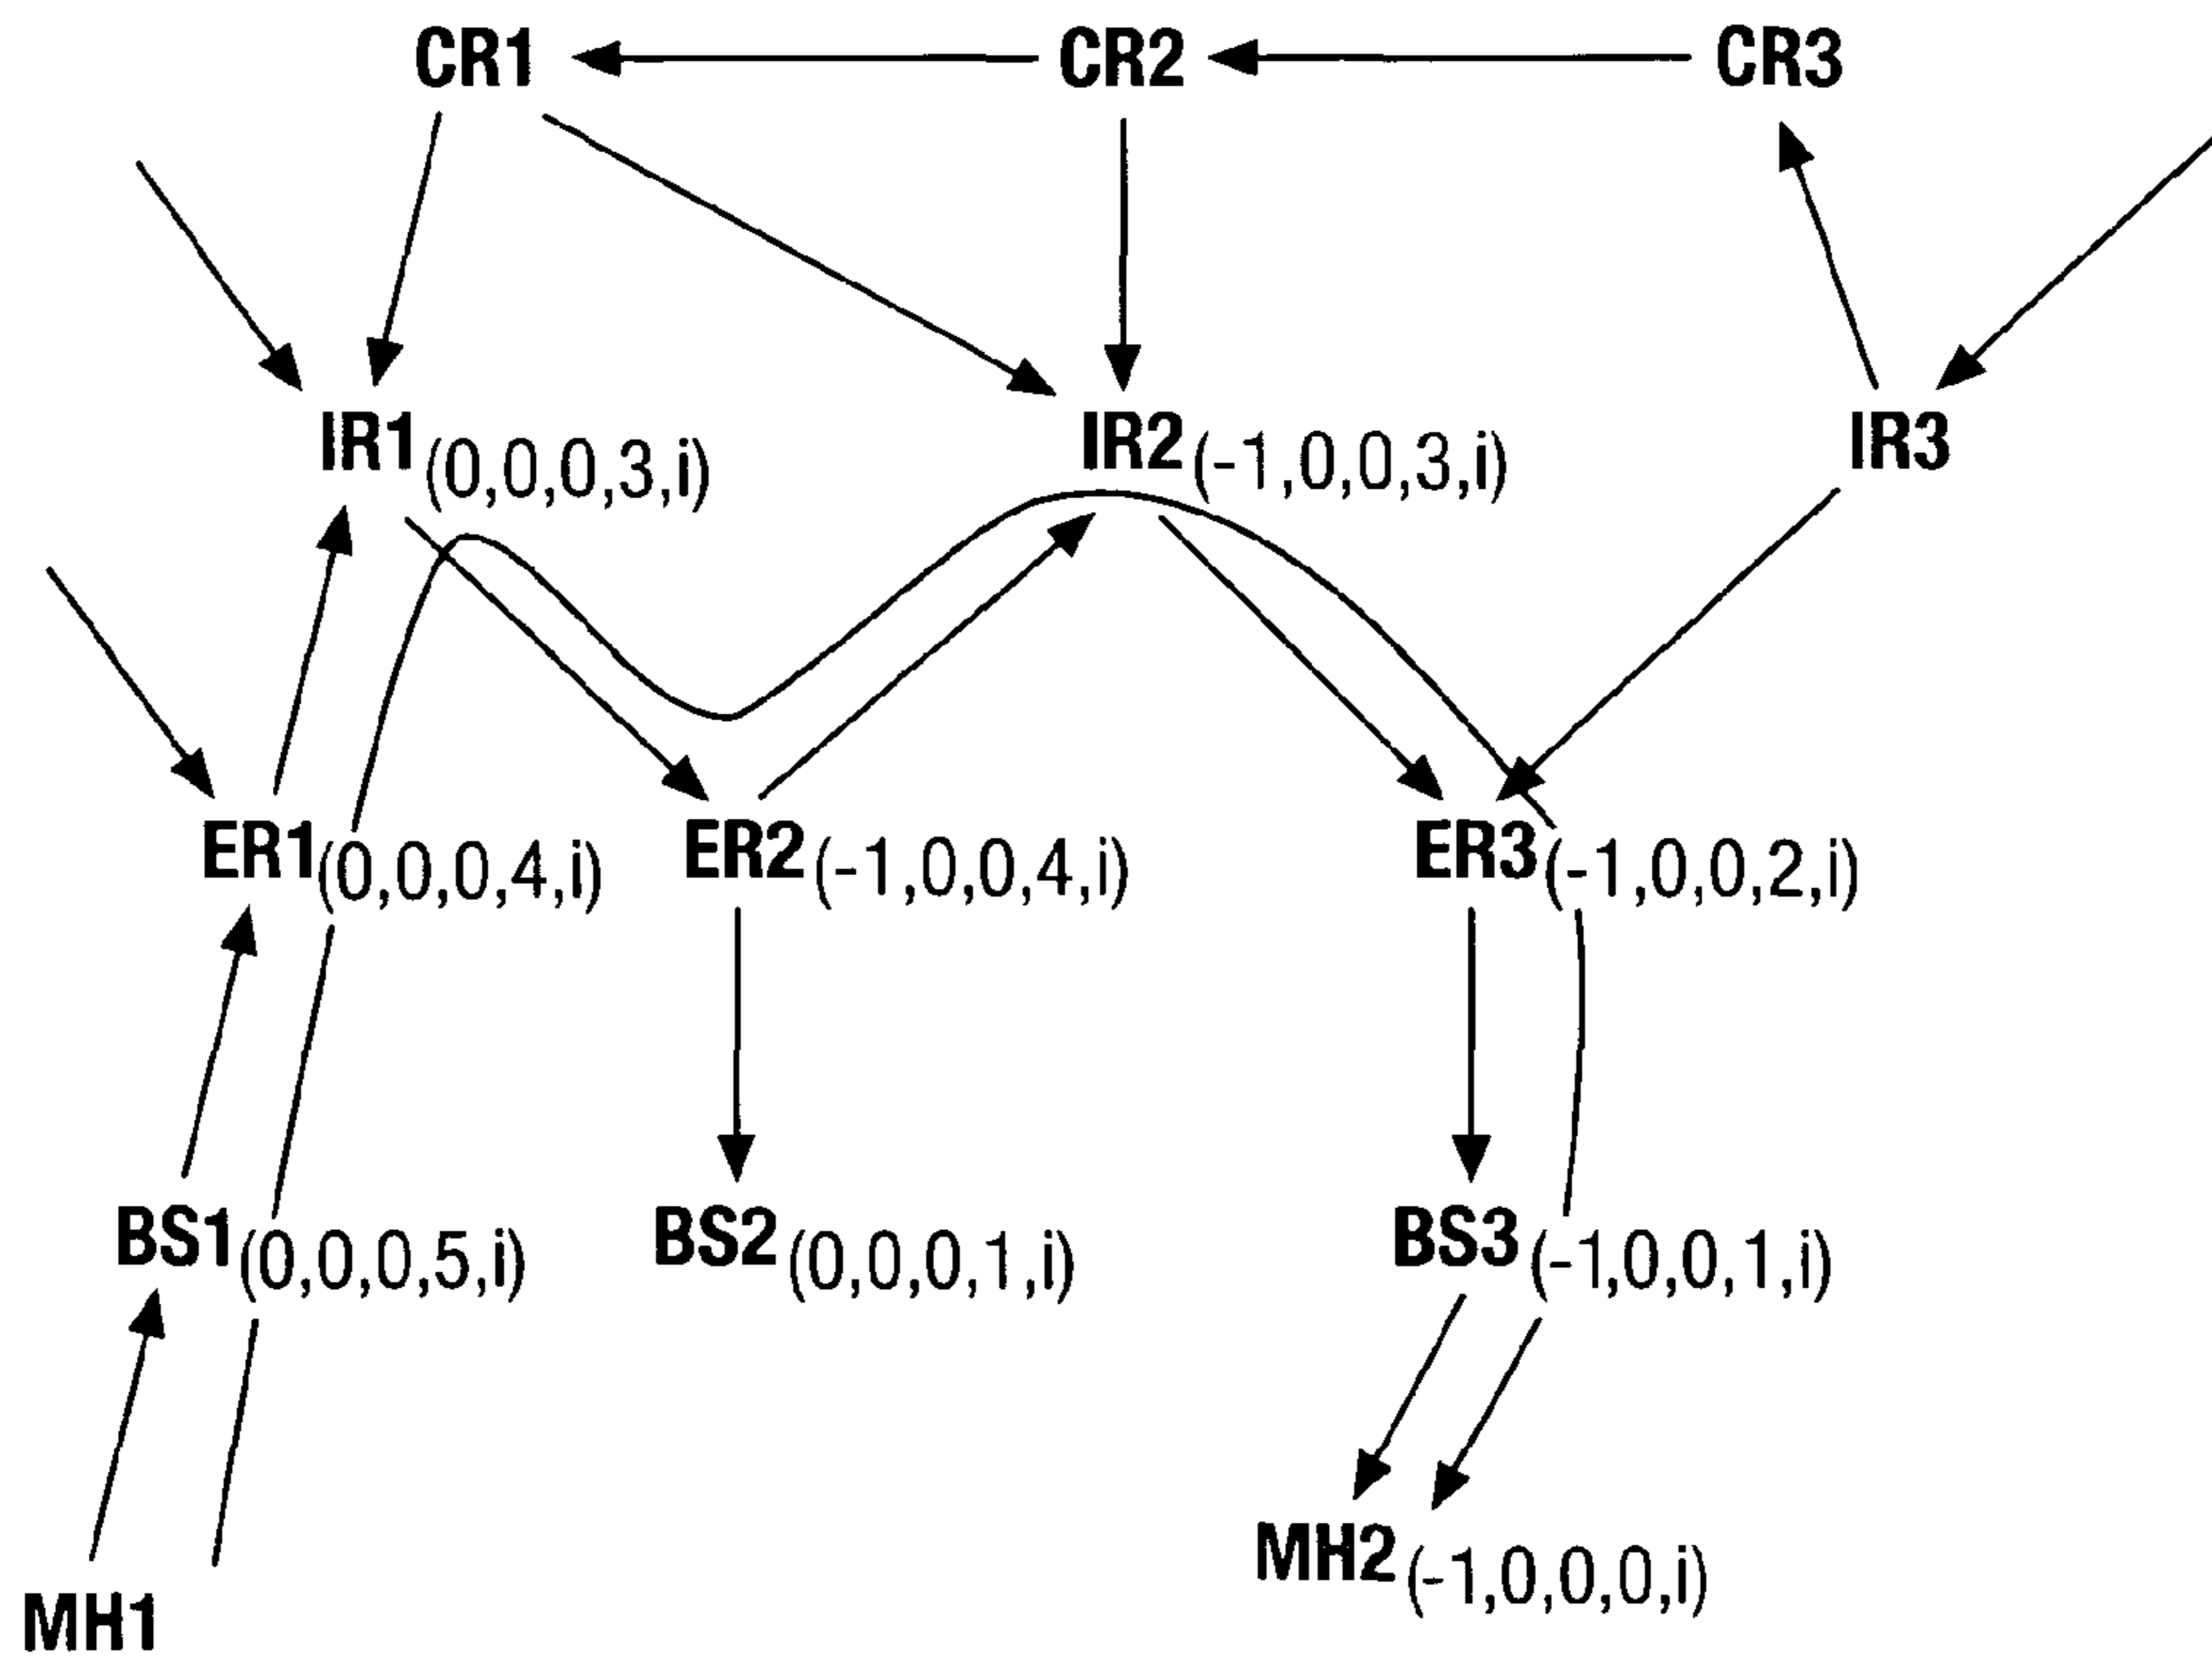 CR1 CR2 CR3
IR1(0,0,0,3,i) IR2(-1,0,0,3,i) IR3
ER1(0,0,0,4,i) ER2(-1,0,0,4,i) ER3(-1,0,0,2,i)
BS1(0,0,0,5,i) BS2(0,0,0,1,i) BS3(-1,0,0,1,i)
MH2(-1,0,0,0,i)
MH1